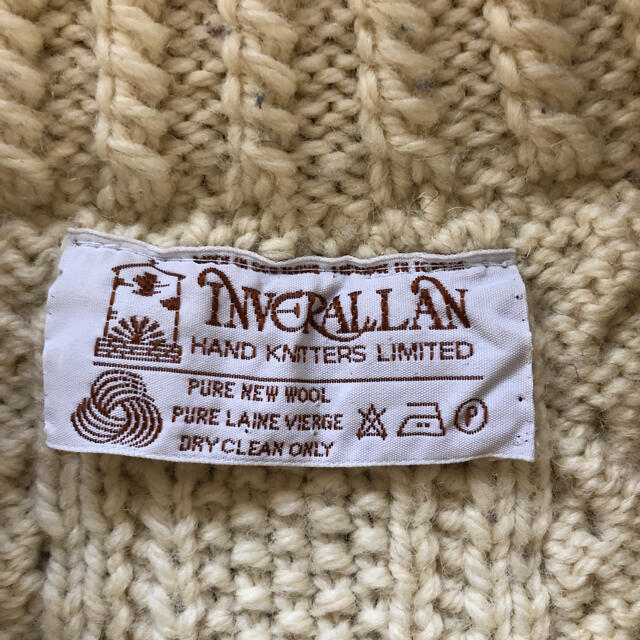 INVERALLAN
HAND KNITTERS LIMITED
PURE NEW WOOL
PURE LAINE VIERGE
DRY CLEAN ONLY
P